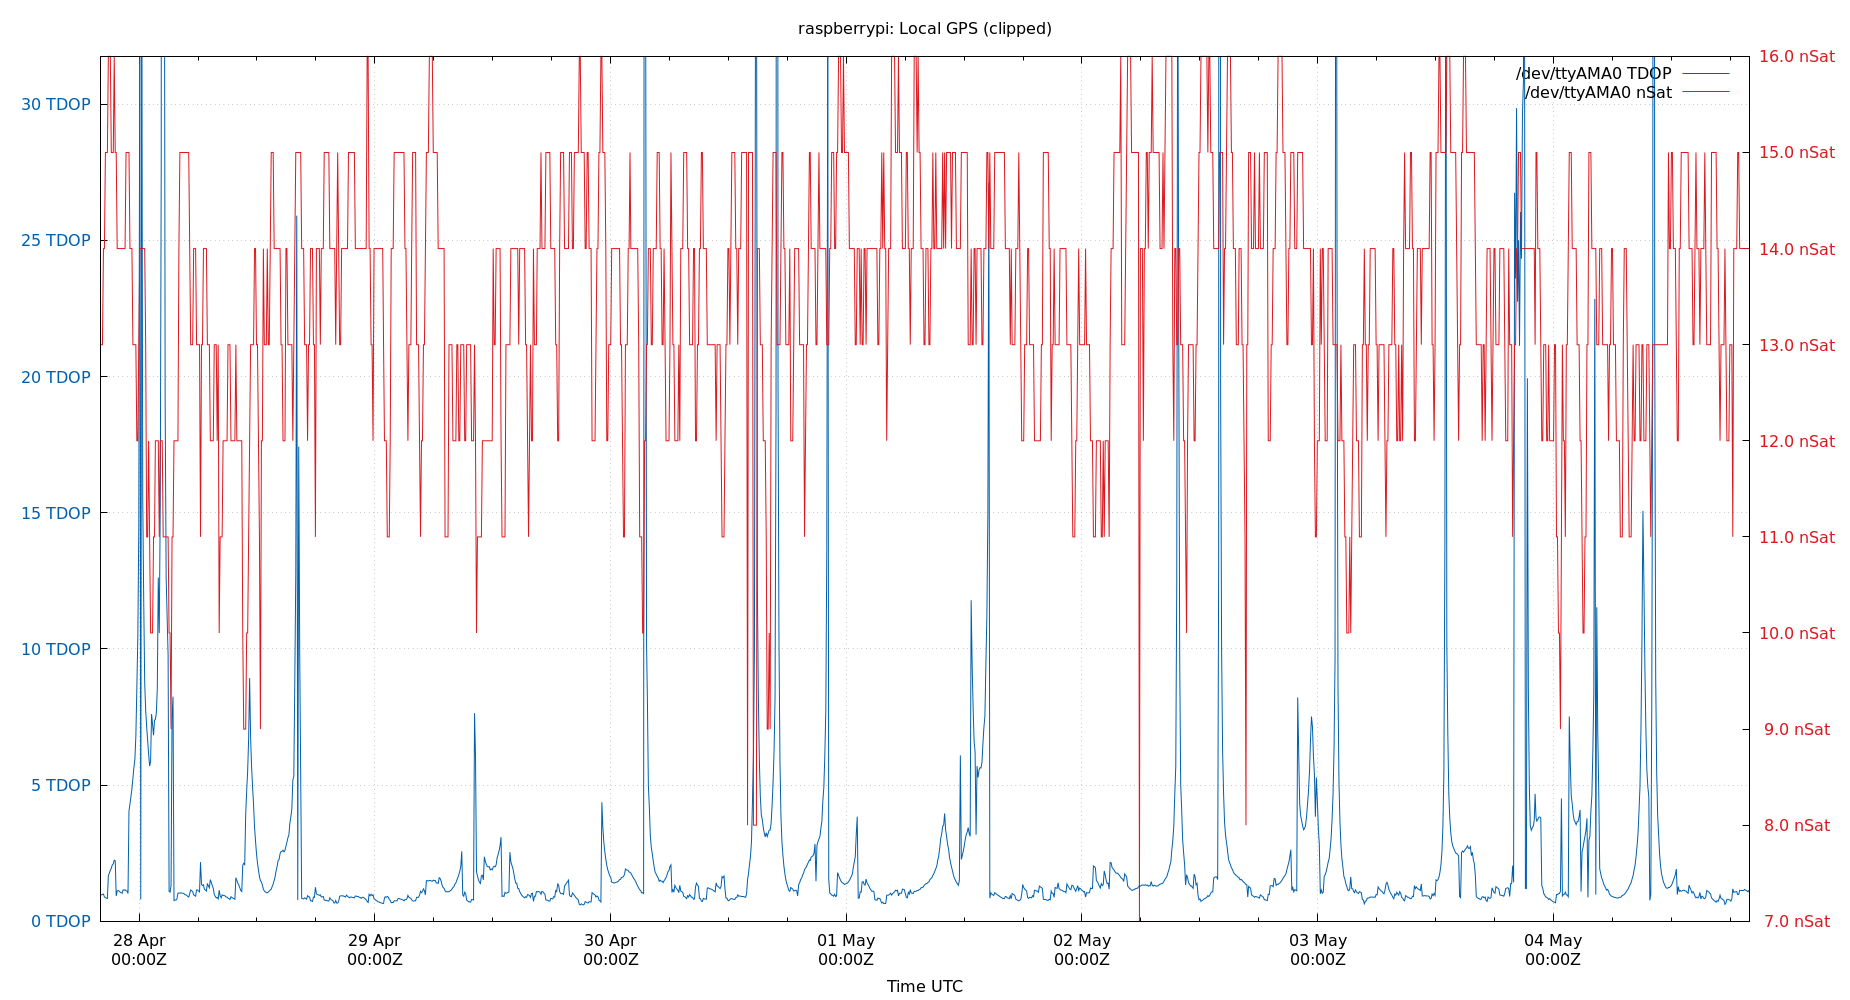 raspberrypi: Local GPS (clipped)
/dev/ttyAMA0 TDOP
/dev/ttyAMA0 nSat
30 TDOP
25 TDOP
20 TDOP
15 TDOP
10 TDOP
5 TDOP
0 TDOP
16.0 nSat
15.0 nSat
14.0 nSat
13.0 nSat
12.0 nSat
11.0 nSat
10.0 nSat
9.0 nSat
8.0 nSat
7.0 nSat
28 Apr
00:00Z
29 Apr
00:00Z
30 Apr
00:00Z
01 May
00:00Z
02 May
00:00Z
03 May
00:00Z
04 May
00:00Z
Time UTC